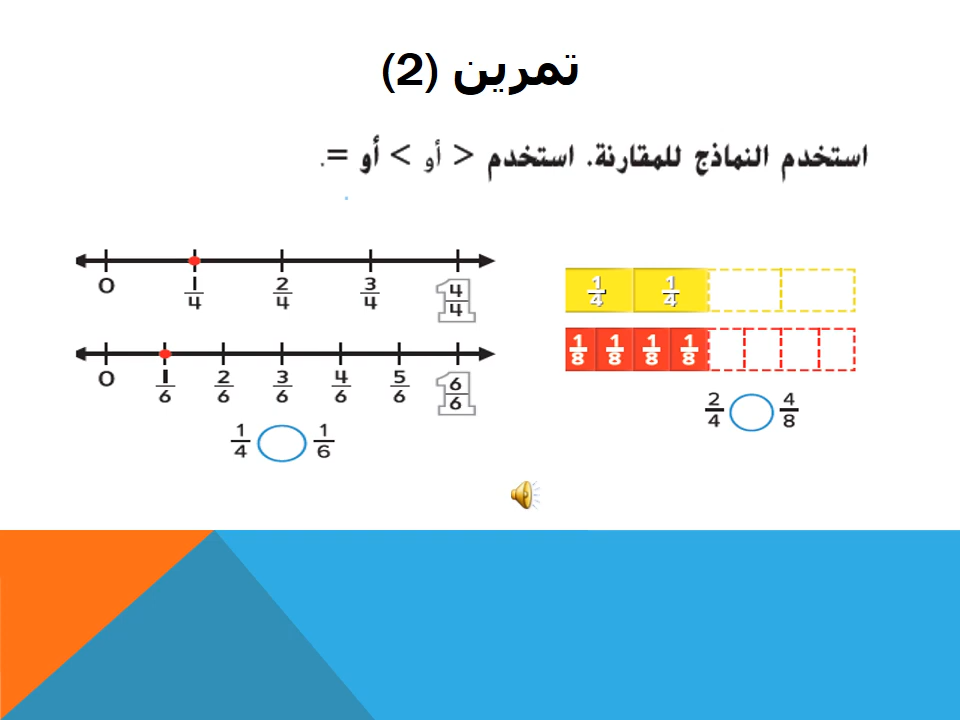 تمرين (2)
استخدم النماذج للمقارنة. استخدم > أو < أو =.
0 1/4 2/4 3/4 1 4/4
0 1/6 2/6 3/6 4/6 5/6 1 6/6
1/4 1/6
1/4 1/4
1/8 1/8 1/8 1/8
2/4 4/8